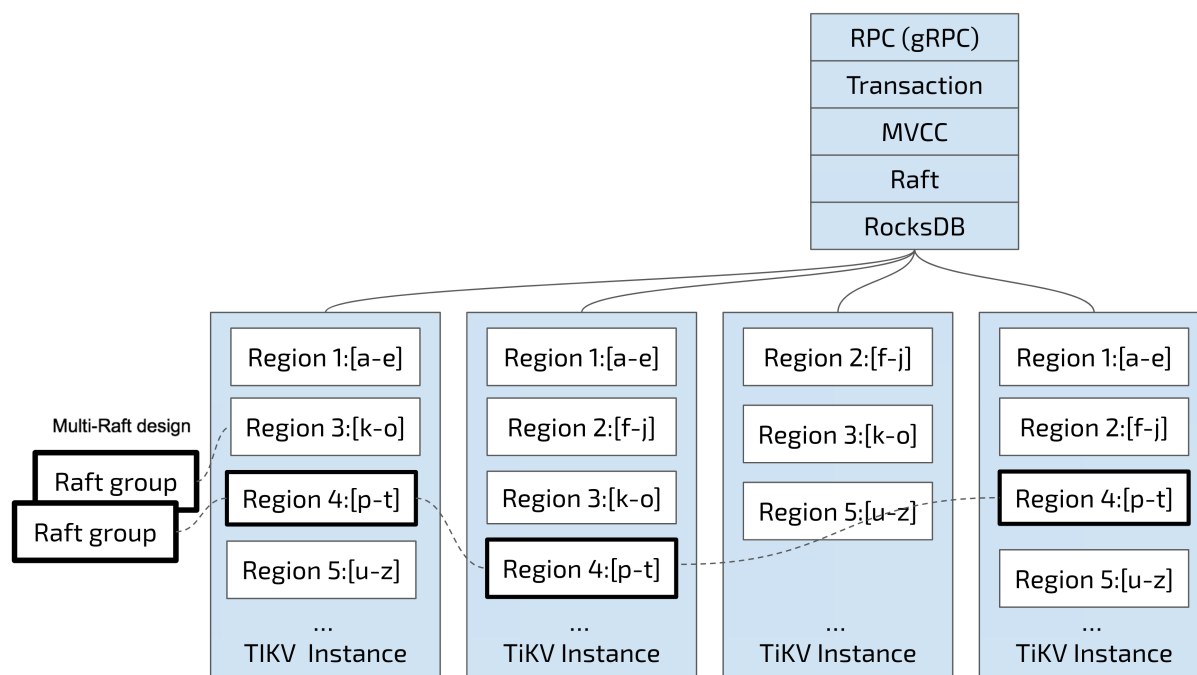 RPC (gRPC)
Transaction
MVCC
Raft
RocksDB
Multi-Raft design
Raft group
Raft group
Region 1:[a-e]
Region 3:[k-o]
Region 4:[p-t]
Region 5:[u-z]
...
TIKV Instance
Region 1:[a-e]
Region 2:[f-j]
Region 3:[k-o]
Region 4:[p-t]
...
TiKV Instance
Region 2:[f-j]
Region 3:[k-o]
Region 5:[u-z]
...
TiKV Instance
Region 1:[a-e]
Region 2:[f-j]
Region 4:[p-t]
Region 5:[u-z]
...
TiKV Instance